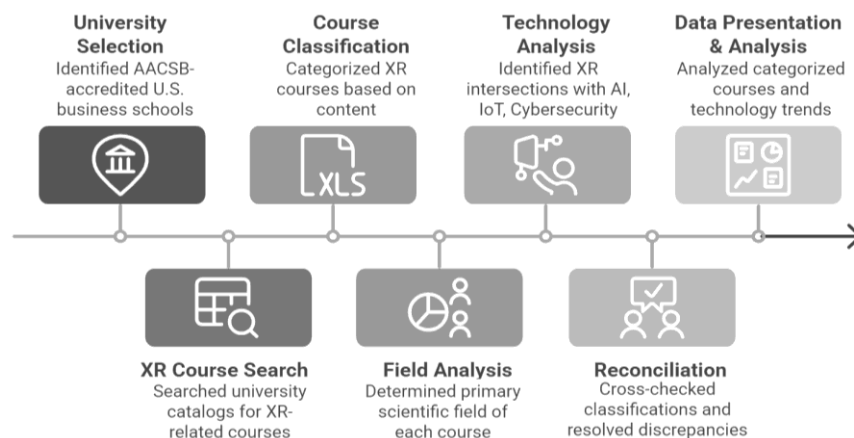 University
Selection
Identified AACSB-
accredited U.S.
business schools
Course
Classification
Categorized XR
courses based on
content
Technology
Analysis
Identified XR
intersections with AI,
IoT, Cybersecurity
Data Presentation
& Analysis
Analyzed categorized
courses and
technology trends
XLS
XR Course Search
Searched university
catalogs for XR-
related courses
Field Analysis
Determined primary
scientific field of
each course
Reconciliation
Cross-checked
classifications and
resolved discrepancies